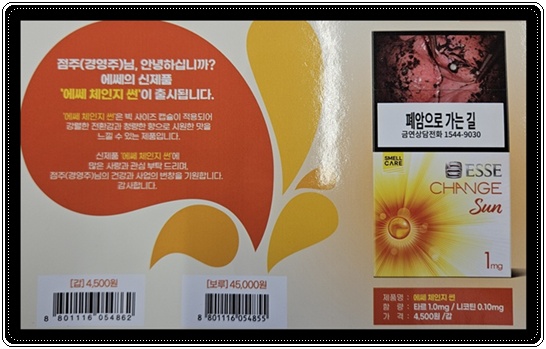 점주(경영주)님, 안녕하십니까?
에쎄의 신제품
'에쎄 체인지 썬'이 출시됩니다.
'에쎄 체인지 썬'은 빅 사이즈 캡슐이 적용되어
강렬한 전환감과 청량한 향으로 시원한 맛을
느낄 수 있는 제품입니다.
신제품 '에쎄 체인지 썬'에
많은 사랑과 관심 부탁 드리며,
점주(경영주)님의 건강과 사업의 번창을 기원합니다.
감사합니다.
[갑] 4,500원
8 801116 054862
[보루] 45,000원
8 801116 054855
폐암으로 가는 길
금연상담전화 1544-9030
SMELL
CARE
ESSE
CHANGE
Sun
1mg
제품명 : 에쎄 체인지 썬
함 량 : 타르 1.0mg / 니코틴 0.10mg
가 격 : 4,500원 /갑